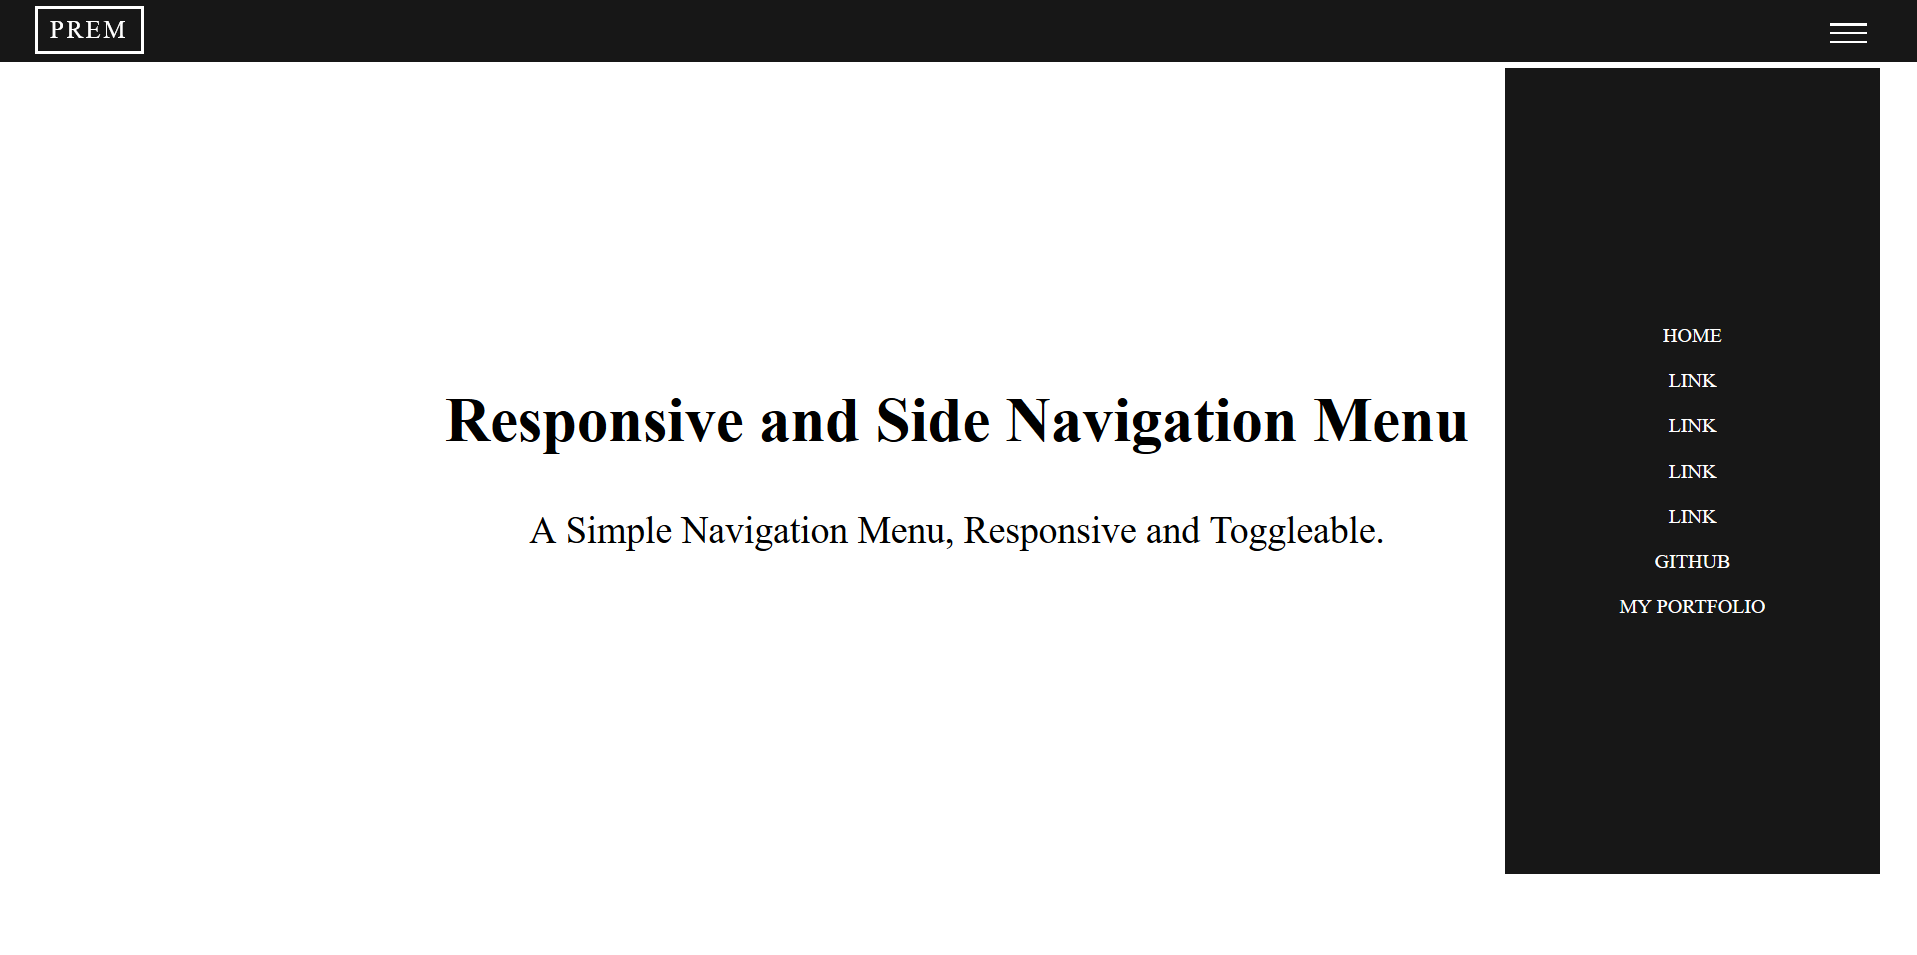 PREM
Responsive and Side Navigation Menu
A Simple Navigation Menu, Responsive and Toggleable.
HOME
LINK
LINK
LINK
LINK
GITHUB
MY PORTFOLIO